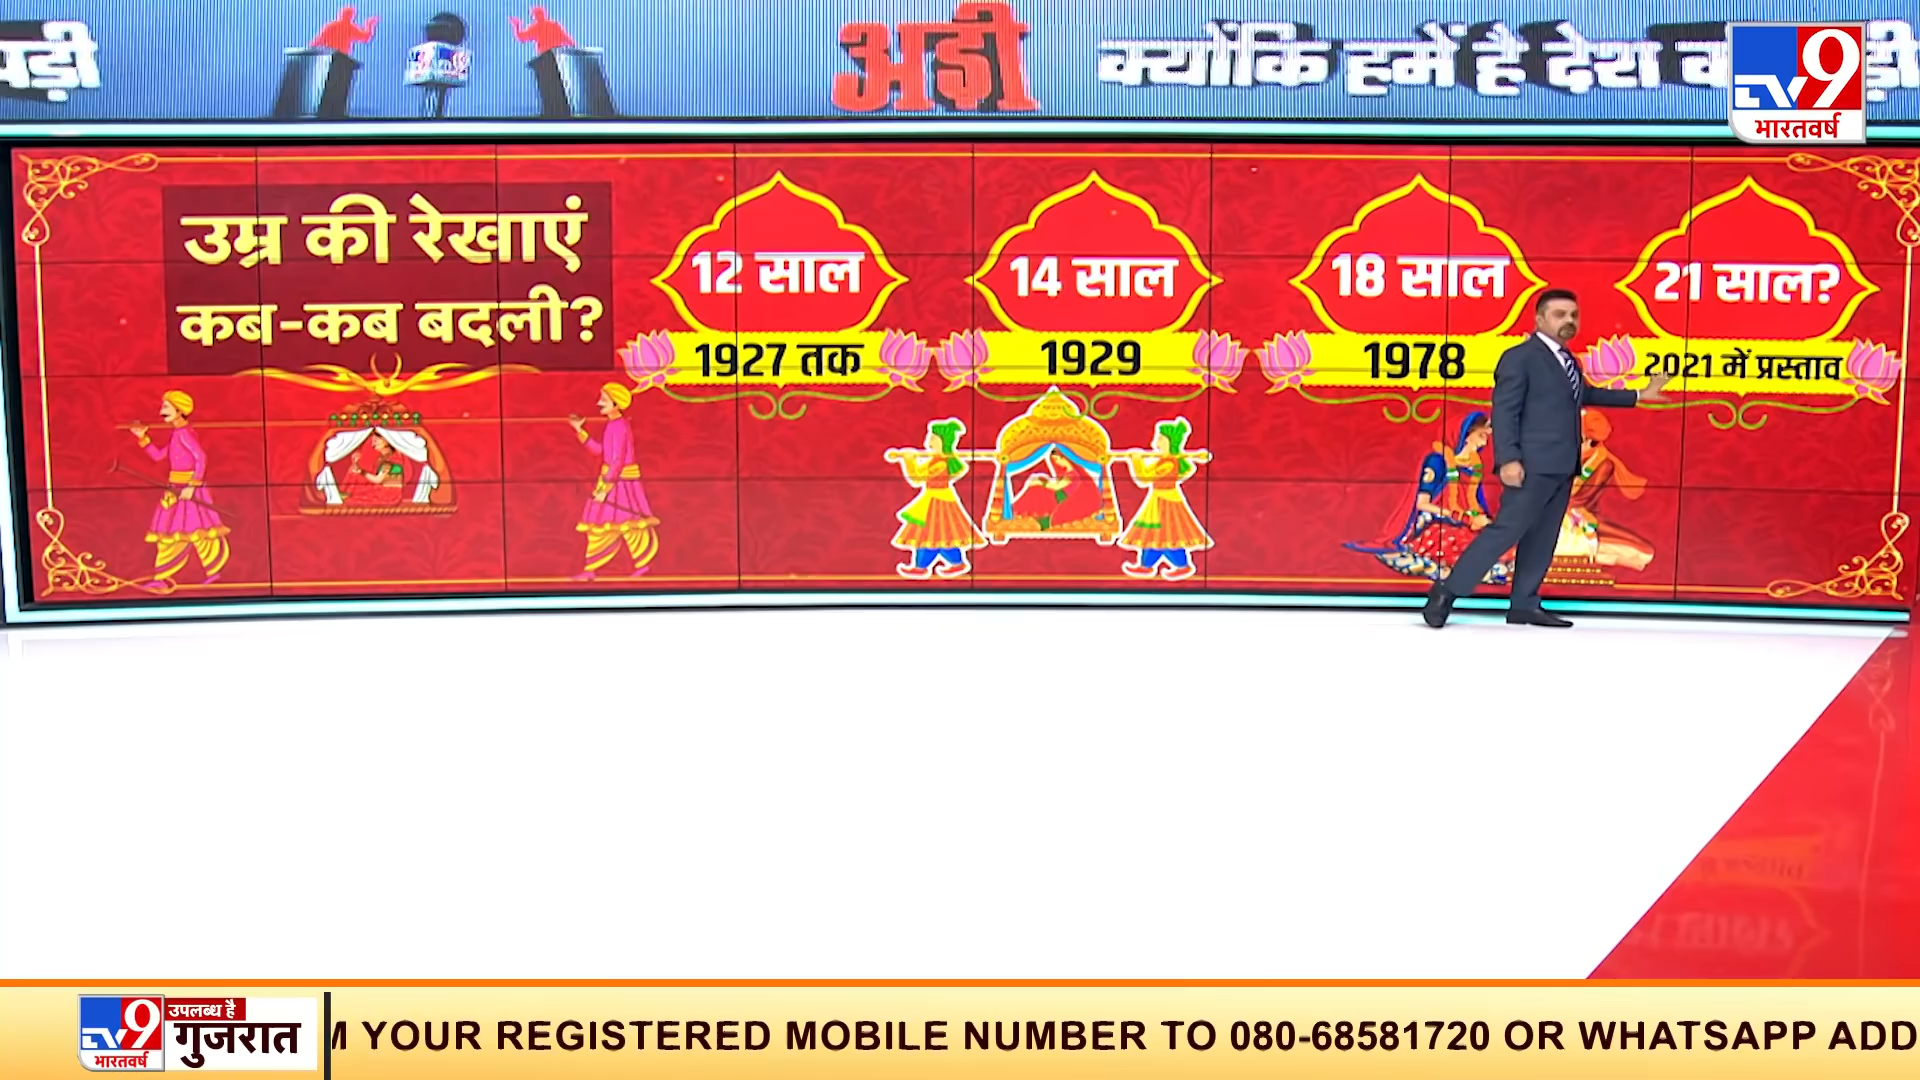 अड़ी
क्योंकि हमें है देश
TV9
भारतवर्ष
उम्र की रेखाएं
कब-कब बदली?
12 साल
1927 तक
14 साल
1929
18 साल
1978
21 साल?
2021 में प्रस्ताव
TV9
भारतवर्ष
उपलब्ध है
गुजरात
YOUR REGISTERED MOBILE NUMBER TO 080-68581720 OR WHATSAPP ADD